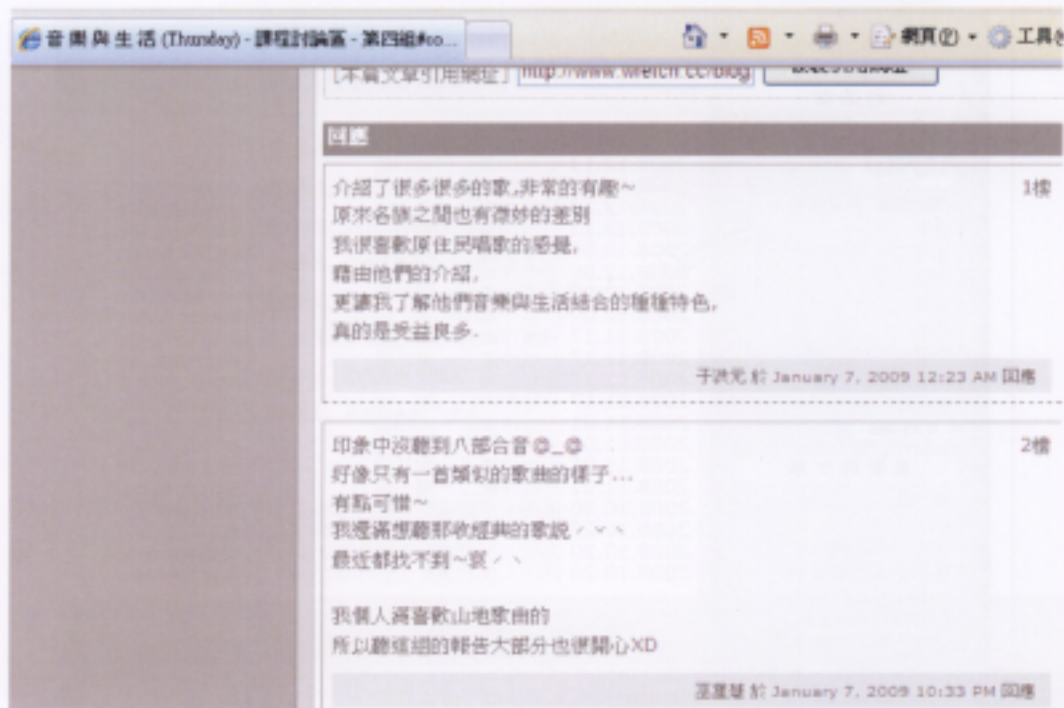 音樂與生活 (Thursday) - 課程討論區 - 第四組#co...
網頁(P)
工具
[本篇文章引用網址] http://www.wretch.cc/blog
回應
介紹了很多很多的歌,非常的有趣~
1樓
原來各族之間也有微妙的差別
我很喜歡原住民唱歌的感覺,
藉由他們的介紹,
更讓我了解他們音樂與生活結合的種種特色,
真的是受益良多.
於 January 7, 2009 12:23 AM 回應
印象中沒聽到八部合音@_@
2樓
好像只有一首類似的歌曲的樣子...
有點可惜~
我還滿想聽那收經典的歌說ˊˇˋ
最近都找不到~哀ˊˋ
我個人滿喜歡山地歌曲的
所以聽這組的報告大部分也很開心XD
於 January 7, 2009 10:33 PM 回應